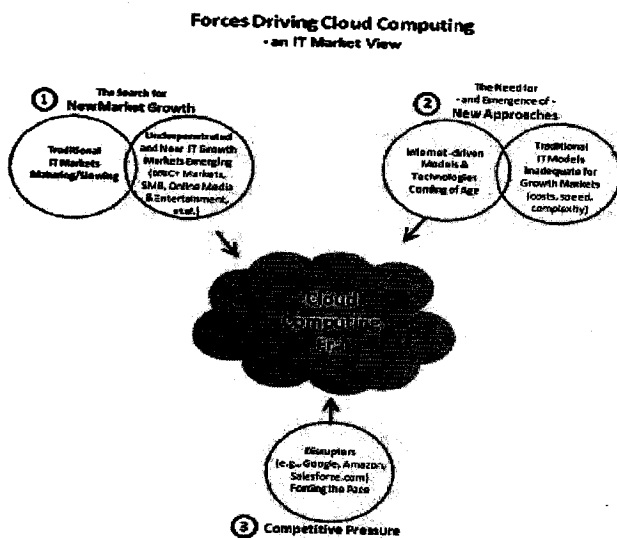 Forces Driving Cloud Computing
- an IT Market View
1
The Search for
New Market Growth
Traditional
IT Markets
Maturing/Slowing
Underpenetrated
and New IT Growth
Markets Emerging
(BRIC+ Markets,
SMB, Online Media
& Entertainment,
et al.)
2
The Need for
- and Emergence of -
New Approaches
Internet-driven
Models &
Technologies
Coming of Age
Traditional
IT Models
Inadequate for
Growth Markets
(costs, speed,
complexity)
Cloud
Computing
Era
Disruptors
(e.g., Google, Amazon,
Salesforce.com)
Forcing the Pace
3 Competitive Pressure